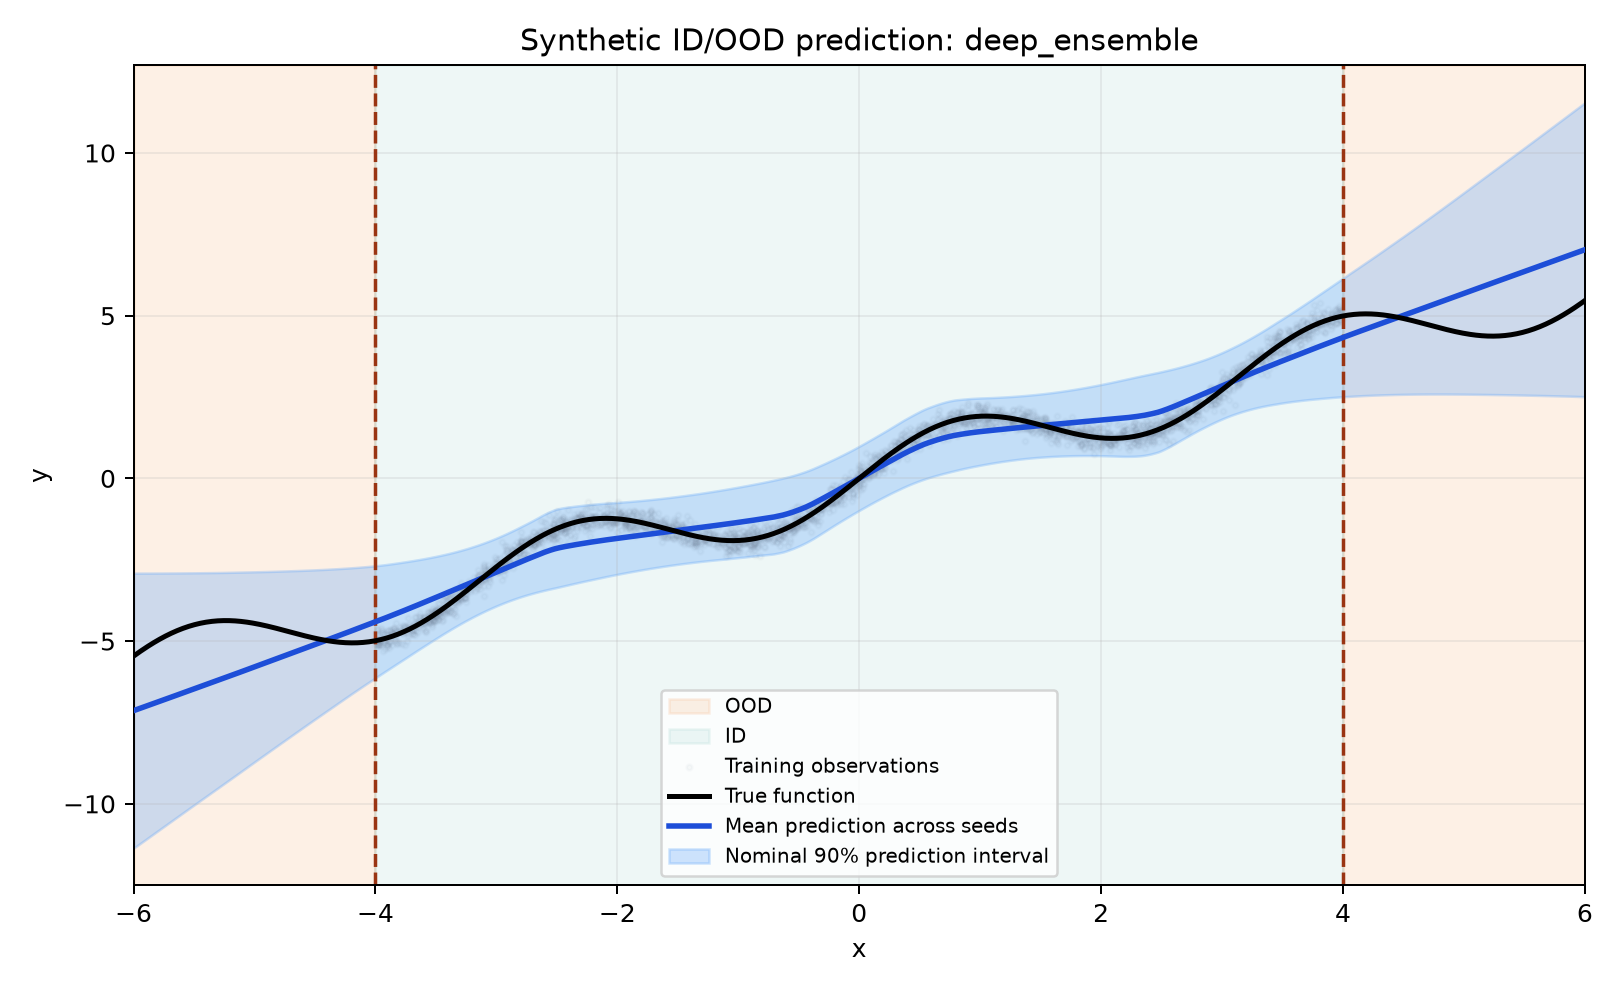 Synthetic ID/OOD prediction: deep_ensemble
10
5
0
−5
−10
y
OOD
ID
Training observations
True function
Mean prediction across seeds
Nominal 90% prediction interval
−6 −4 −2 0 2 4 6
x